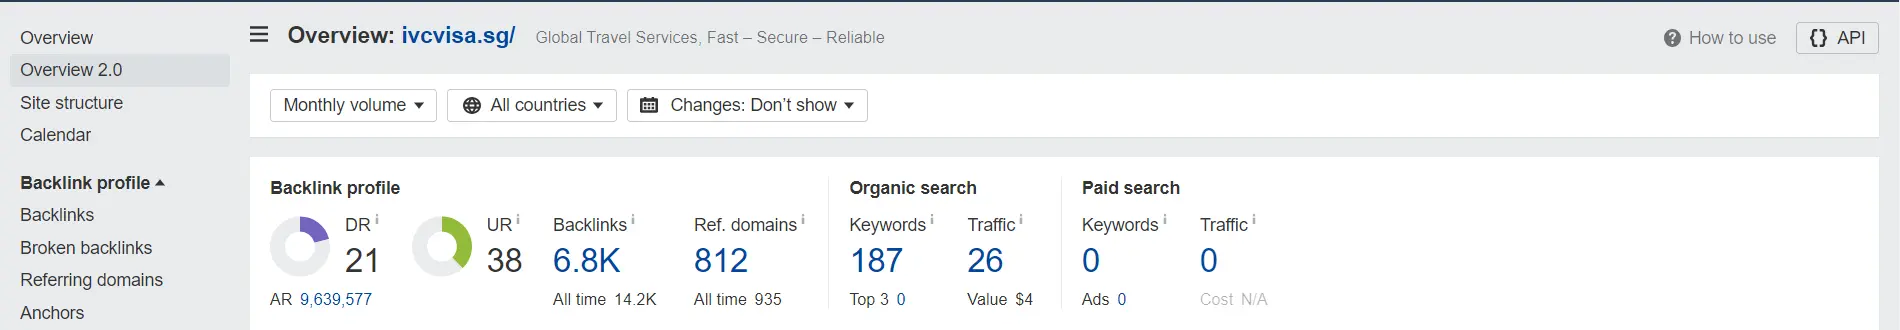 Overview
Overview 2.0
Site structure
Calendar
Backlink profile
Backlinks
Broken backlinks
Referring domains
Anchors
Overview: ivcvisa.sg/ Global Travel Services, Fast – Secure – Reliable
How to use
{} API
Monthly volume
All countries
Changes: Don't show
Backlink profile
DR i
21
AR 9,639,577
UR i
38
Backlinks i
6.8K
All time 14.2K
Ref. domains i
812
All time 935
Organic search
Keywords i
187
Top 3 0
Traffic i
26
Value $4
Paid search
Keywords i
0
Ads 0
Traffic i
0
Cost N/A